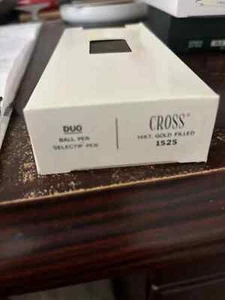 DUO
BALL PEN
SELECTIP PEN
CROSS
14KT. GOLD FILLED
1525